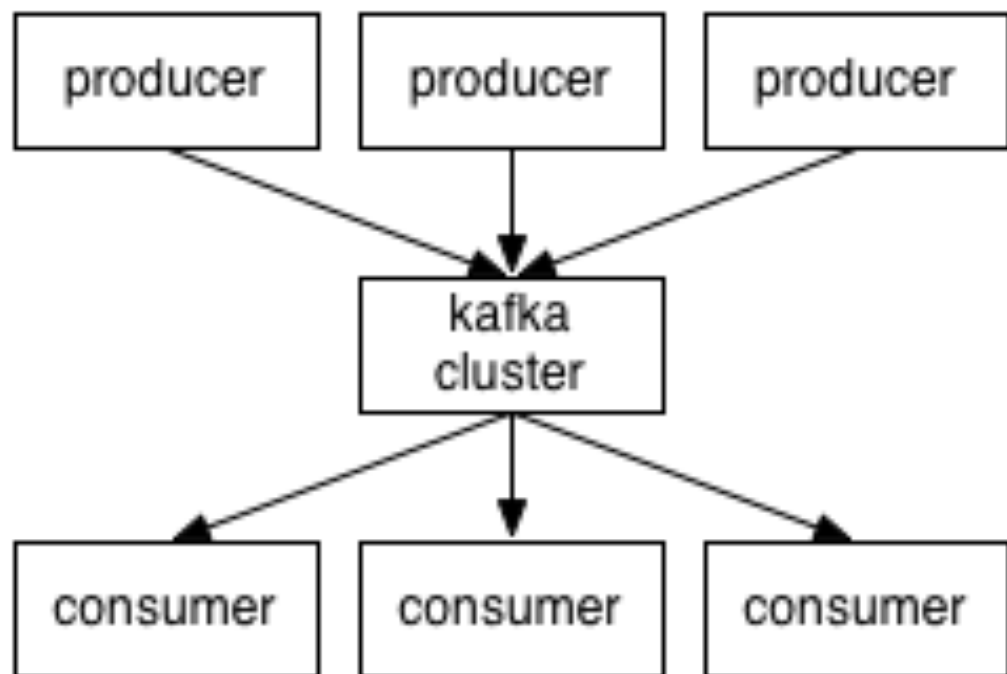 producer
producer
producer
kafka
cluster
consumer
consumer
consumer